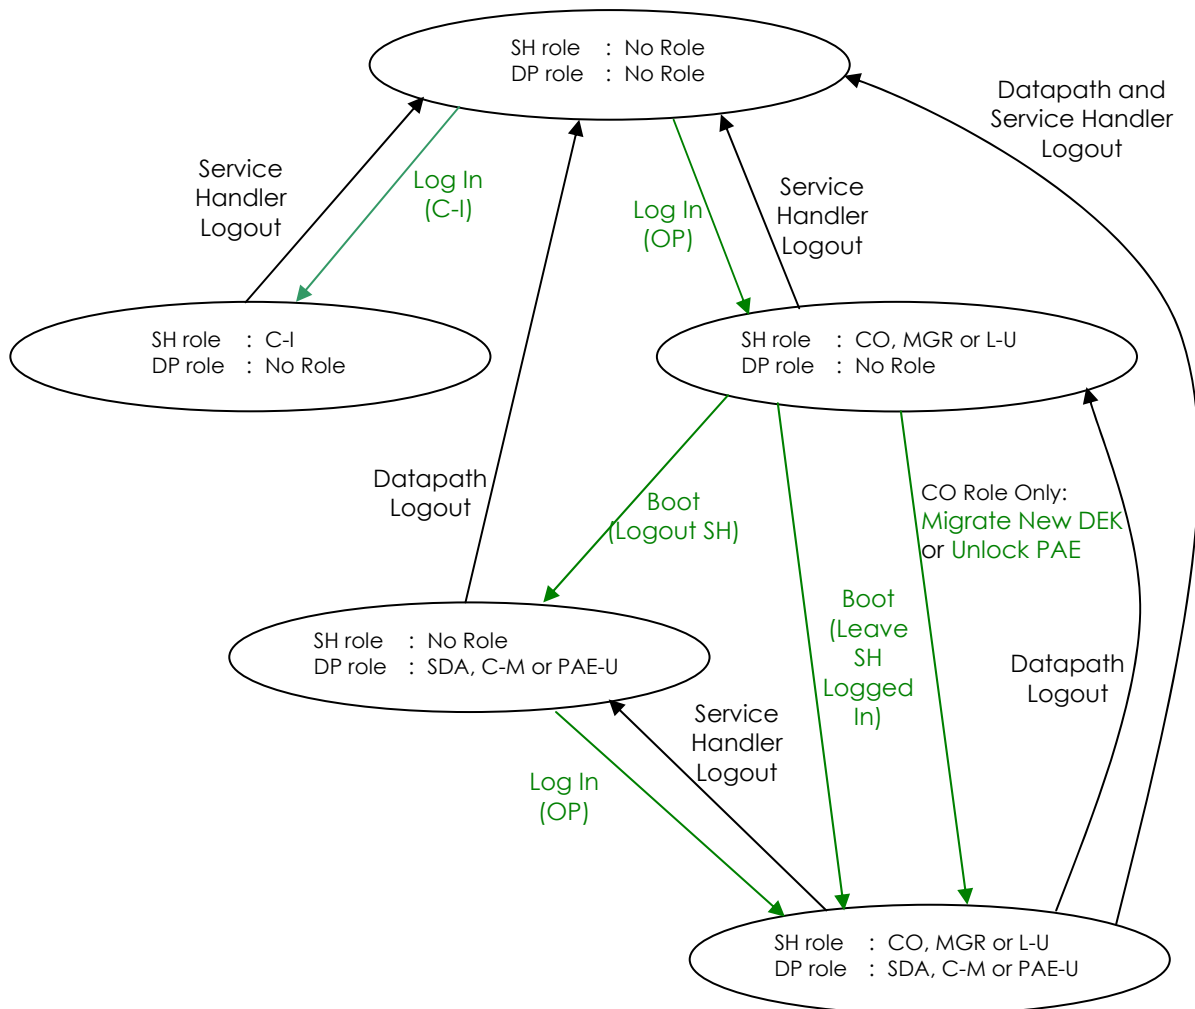 SH role : No Role
DP role : No Role
Datapath and
Service Handler
Logout
Service
Handler
Logout
Log In
(C-I)
Log In
(OP)
Service
Handler
Logout
SH role : C-I
DP role : No Role
SH role : CO, MGR or L-U
DP role : No Role
Datapath
Logout
Boot
(Logout SH)
CO Role Only:
Migrate New DEK
or Unlock PAE
Boot
(Leave
SH
Logged
In)
SH role : No Role
DP role : SDA, C-M or PAE-U
Datapath
Logout
Service
Handler
Logout
Log In
(OP)
SH role : CO, MGR or L-U
DP role : SDA, C-M or PAE-U